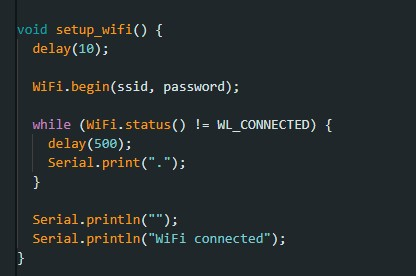 void setup_wifi() {
delay(10);
WiFi.begin(ssid, password);
while (WiFi.status() != WL_CONNECTED) {
delay(500);
Serial.print(".");
}
Serial.println("");
Serial.println("WiFi connected");
}